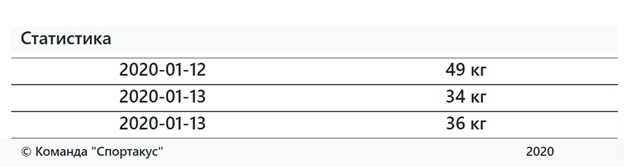 Статистика
2020-01-12 49 кг
2020-01-13 34 кг
2020-01-13 36 кг
© Команда "Спортакус" 2020